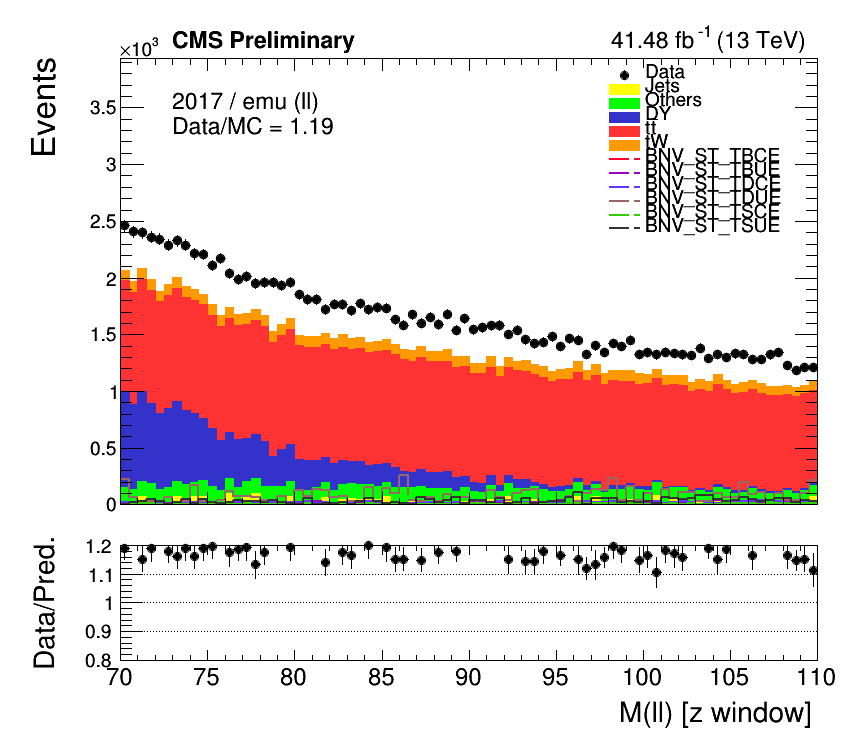 ×10³ CMS Preliminary 41.48 fb⁻¹ (13 TeV)
Events
2017 / emu (ll)
Data/MC = 1.19
Data
Jets
Others
DY
tt
tW
BNV_ST_TBCE
BNV_ST_TBUE
BNV_ST_TDCE
BNV_ST_TDUE
BNV_ST_TSCE
BNV_ST_TSUE
3.5
3
2.5
2
1.5
1
0.5
0
Data/Pred.
1.2
1.1
1
0.9
0.8
70 75 80 85 90 95 100 105 110
M(ll) [z window]